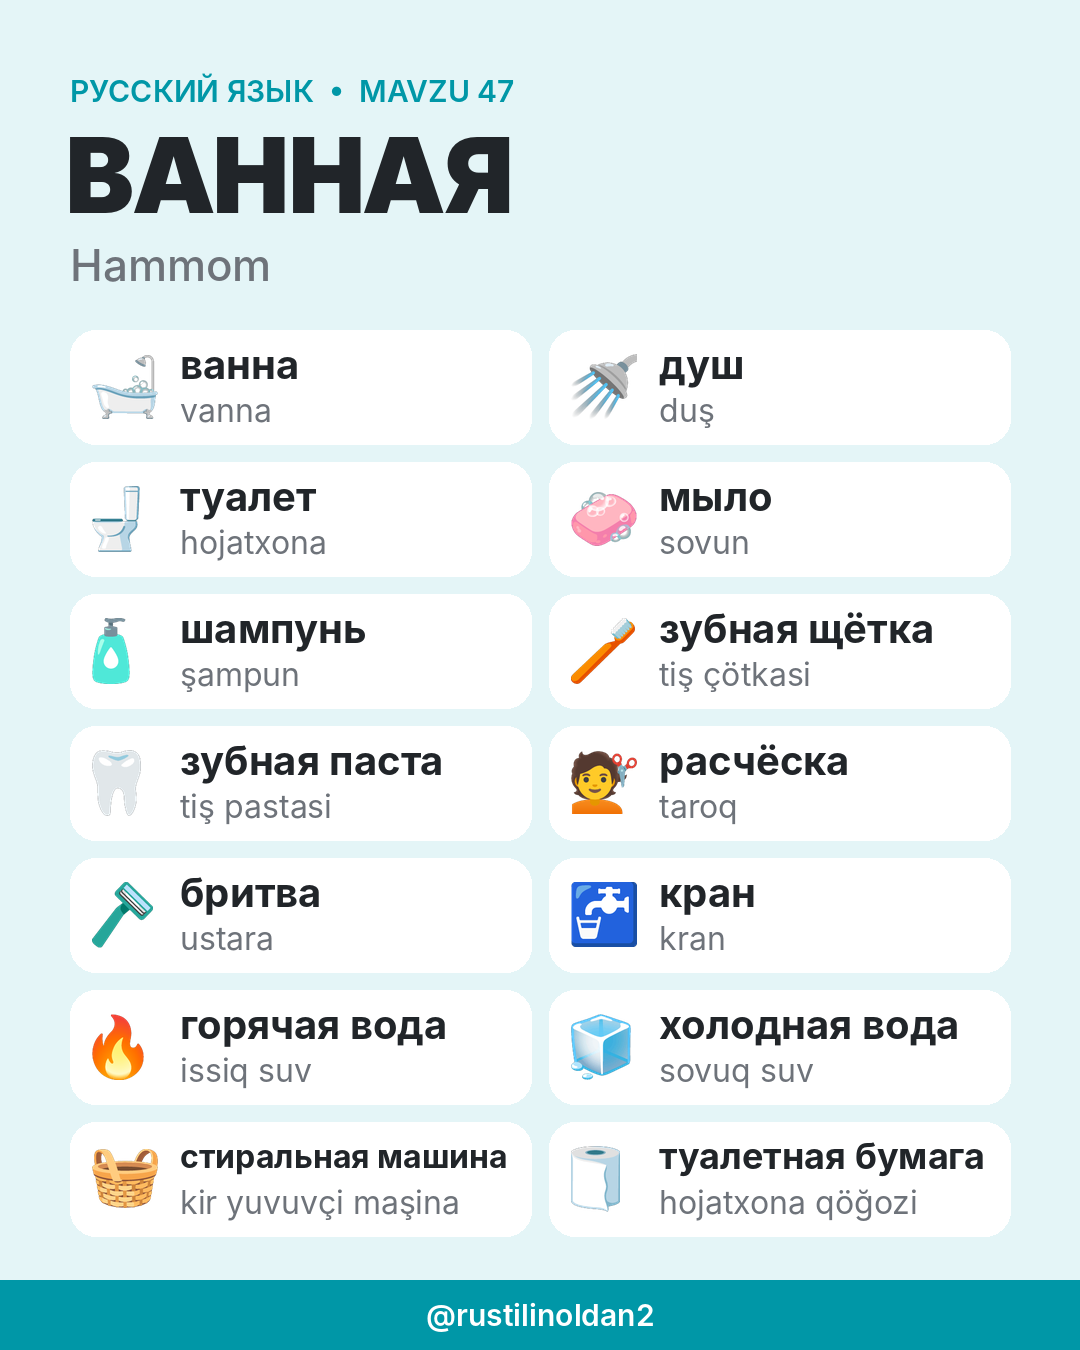 РУССКИЙ ЯЗЫК • MAVZU 47
ВАННАЯ
Hammom
ванна
vanna
душ
duş
туалет
hojatxona
мыло
sovun
шампунь
şampun
зубная щётка
tiş çötkasi
зубная паста
tiş pastasi
расчёска
taroq
бритва
ustara
кран
kran
горячая вода
issiq suv
холодная вода
sovuq suv
стиральная машина
kir yuvuvçi maşina
туалетная бумага
hojatxona qöğozi
@rustilinoldan2